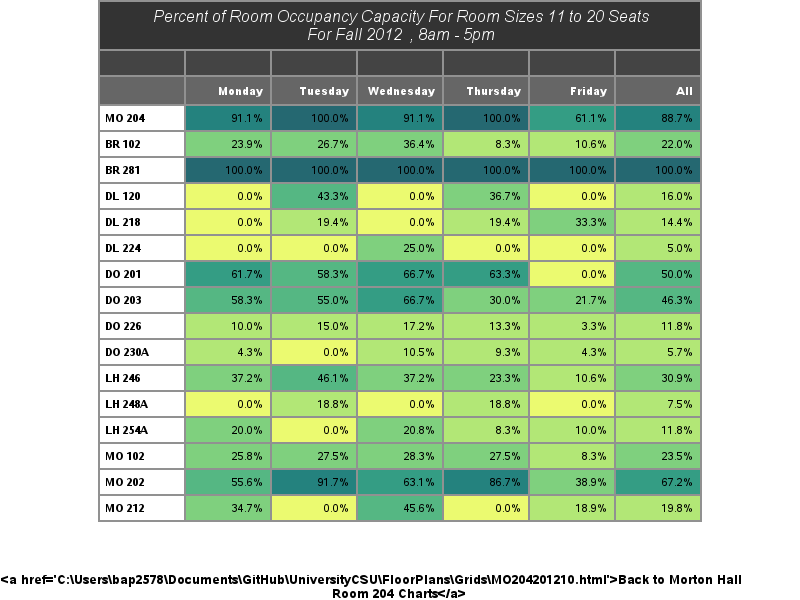 Percent of Room Occupancy Capacity For Room Sizes 11 to 20 Seats
For Fall 2012 , 8am - 5pm
Monday Tuesday Wednesday Thursday Friday All
MO 204 91.1% 100.0% 91.1% 100.0% 61.1% 88.7%
BR 102 23.9% 26.7% 36.4% 8.3% 10.6% 22.0%
BR 281 100.0% 100.0% 100.0% 100.0% 100.0% 100.0%
DL 120 0.0% 43.3% 0.0% 36.7% 0.0% 16.0%
DL 218 0.0% 19.4% 0.0% 19.4% 33.3% 14.4%
DL 224 0.0% 0.0% 25.0% 0.0% 0.0% 5.0%
DO 201 61.7% 58.3% 66.7% 63.3% 0.0% 50.0%
DO 203 58.3% 55.0% 66.7% 30.0% 21.7% 46.3%
DO 226 10.0% 15.0% 17.2% 13.3% 3.3% 11.8%
DO 230A 4.3% 0.0% 10.5% 9.3% 4.3% 5.7%
LH 246 37.2% 46.1% 37.2% 23.3% 10.6% 30.9%
LH 248A 0.0% 18.8% 0.0% 18.8% 0.0% 7.5%
LH 254A 20.0% 0.0% 20.8% 8.3% 10.0% 11.8%
MO 102 25.8% 27.5% 28.3% 27.5% 8.3% 23.5%
MO 202 55.6% 91.7% 63.1% 86.7% 38.9% 67.2%
MO 212 34.7% 0.0% 45.6% 0.0% 18.9% 19.8%
<a href='C:\Users\bap2578\Documents\GitHub\UniversityCSU\FloorPlans\Grids\MO204201210.html'>Back to Morton Hall
Room 204 Charts</a>